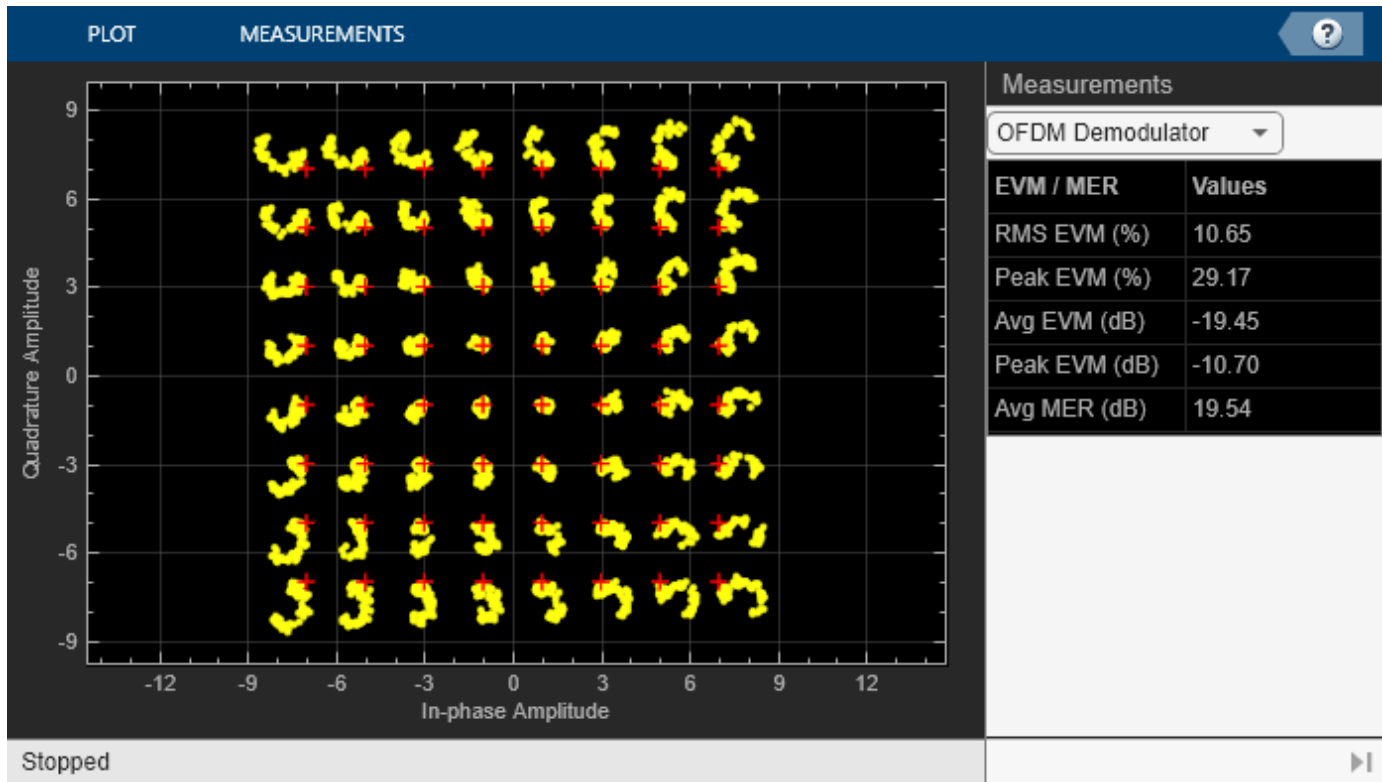 PLOT MEASUREMENTS ?
Measurements
OFDM Demodulator
EVM / MER Values
RMS EVM (%) 10.65
Peak EVM (%) 29.17
Avg EVM (dB) -19.45
Peak EVM (dB) -10.70
Avg MER (dB) 19.54
Quadrature Amplitude
9
6
3
0
-3
-6
-9
-12 -9 -6 -3 0 3 6 9 12
In-phase Amplitude
Stopped